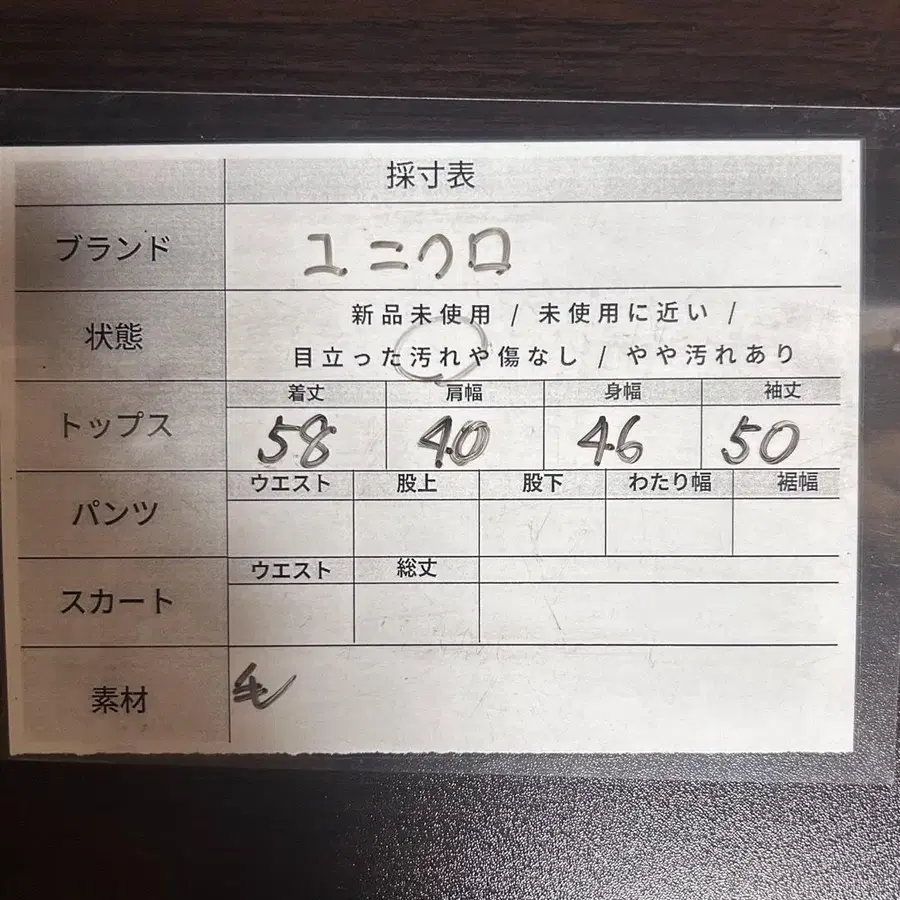 採寸表
ブランド ユニクロ
状態 新品未使用 / 未使用に近い /
目立った汚れや傷なし / やや汚れあり
着丈 肩幅 身幅 袖丈
トップス 58 40 46 50
ウエスト 股上 股下 わたり幅 裾幅
パンツ
ウエスト 総丈
スカート
素材 毛